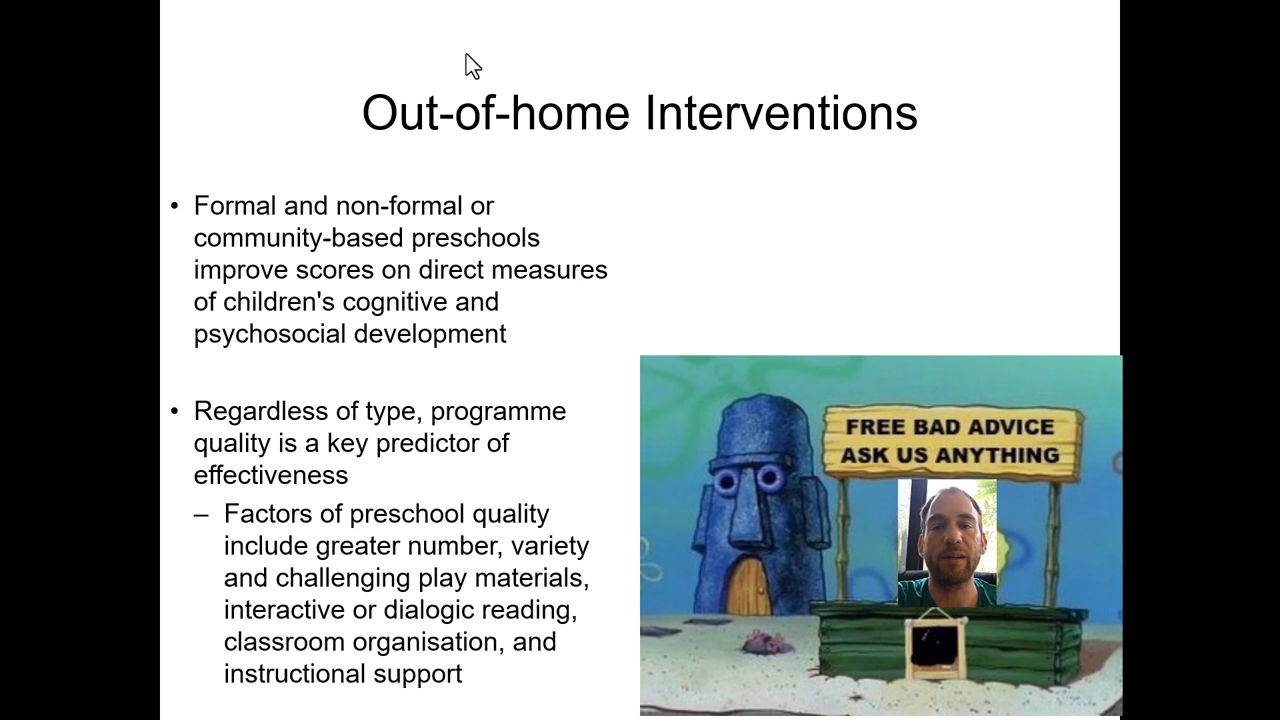 Out-of-home Interventions
• Formal and non-formal or
community-based preschools
improve scores on direct measures
of children's cognitive and
psychosocial development
• Regardless of type, programme
quality is a key predictor of
effectiveness
– Factors of preschool quality
include greater number, variety
and challenging play materials,
interactive or dialogic reading,
classroom organisation, and
instructional support
FREE BAD ADVICE
ASK US ANYTHING